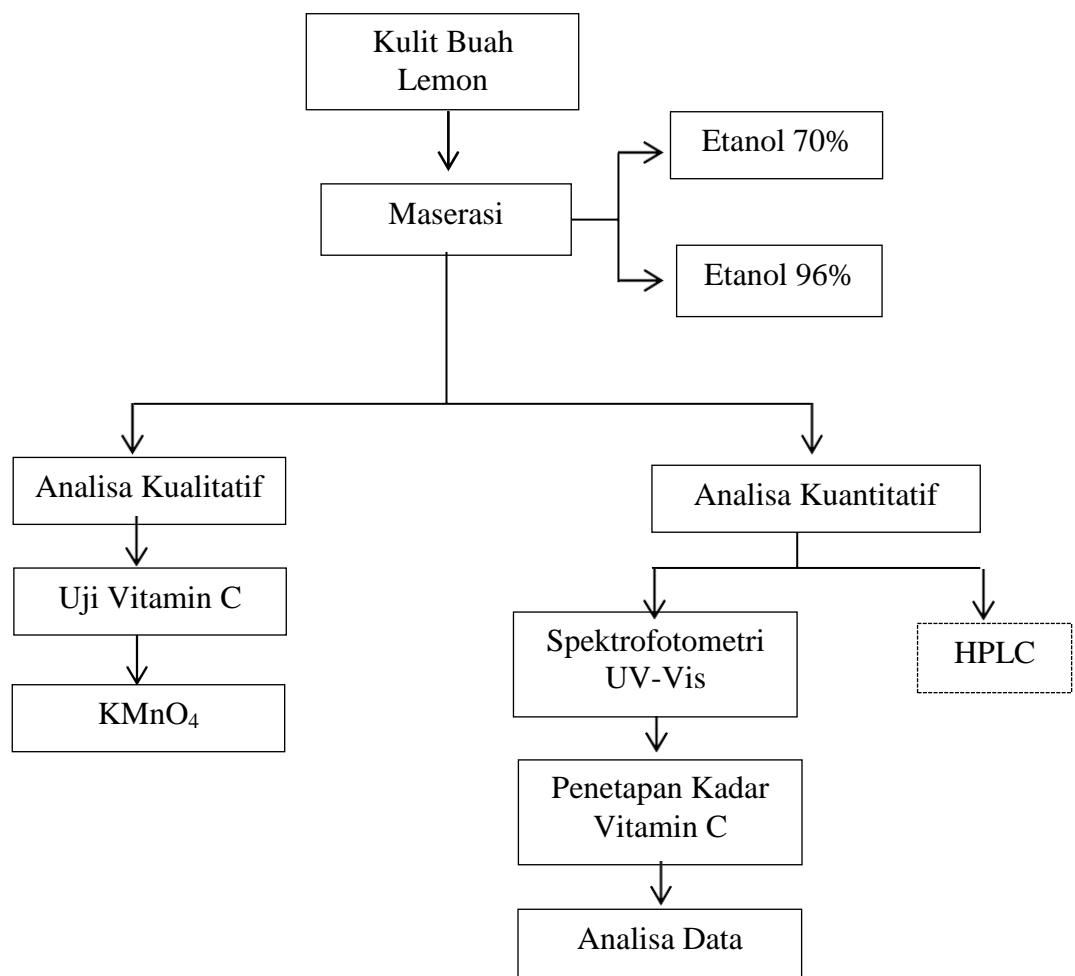 Kulit Buah
Lemon
Etanol 70%
Maserasi
Etanol 96%
Analisa Kualitatif
Analisa Kuantitatif
Uji Vitamin C
Spektrofotometri
UV-Vis
HPLC
KMnO₄
Penetapan Kadar
Vitamin C
Analisa Data